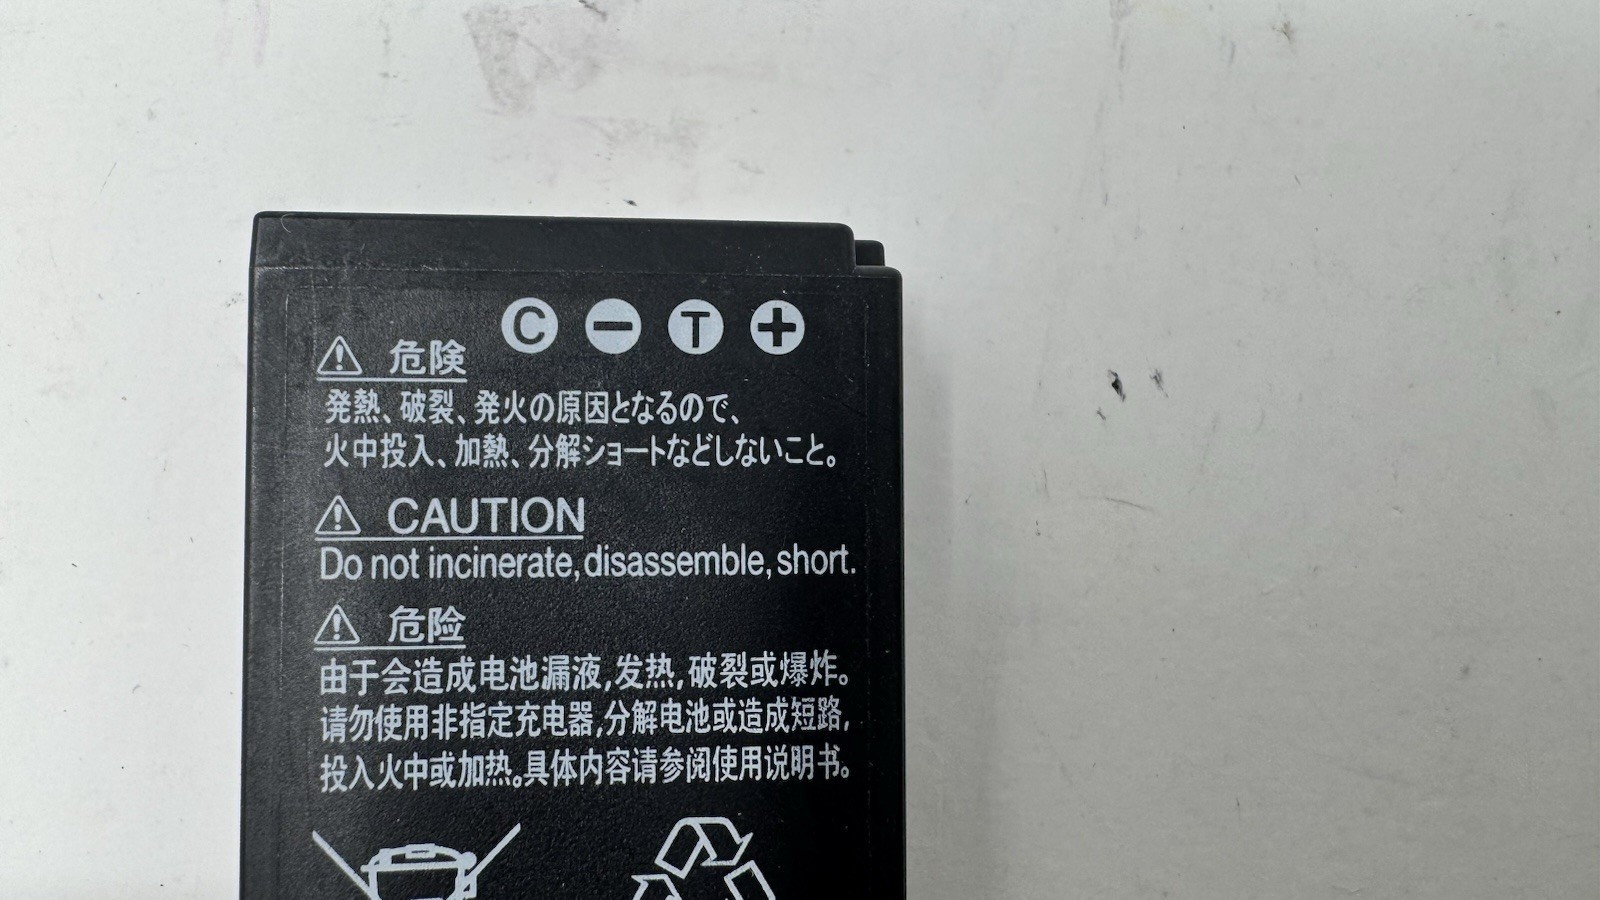 C − T +
⚠ 危険
発熱、破裂、発火の原因となるので、
火中投入、加熱、分解ショートなどしないこと。
⚠ CAUTION
Do not incinerate, disassemble, short.
⚠ 危险
由于会造成电池漏液,发热,破裂或爆炸。
请勿使用非指定充电器,分解电池或造成短路,
投入火中或加热。具体内容请参阅使用说明书。